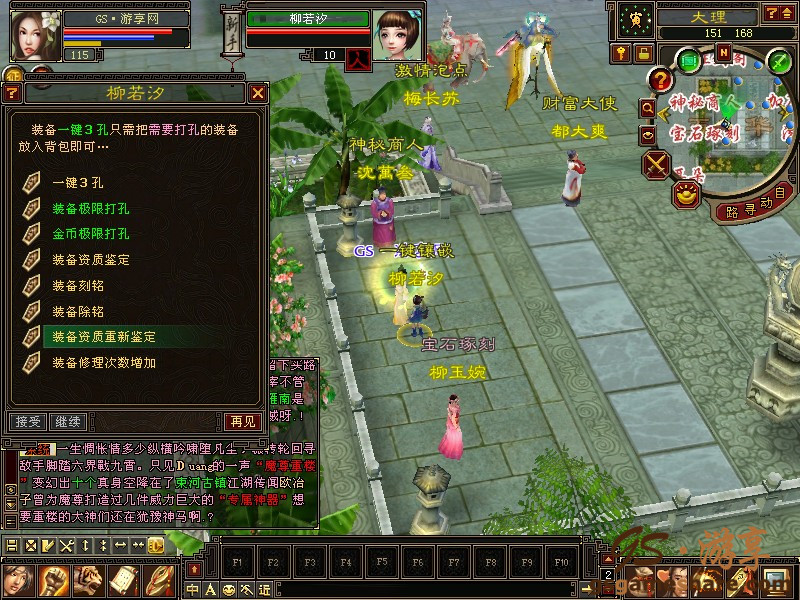 GS·游享网
115
新手
柳若汐
10
大理
151 168
N
柳若汐
装备一键3孔只需把需要打孔的装备
放入背包即可…
一键3孔
装备极限打孔
金币极限打孔
装备资质鉴定
装备刻铭
装备除铭
装备资质重新鉴定
装备修理次数增加
接受
继续
再见
激情泡点
梅长苏
财富大使
都大爽
神秘商人
沈萬叁
GS 一键镶嵌
柳若汐
宝石琢刻
柳玉婉
神秘商人
宝石琢刻
自动寻路
一生惆怅情多少纵横吟啸堕凡尘
转轮回寻
敌手脚踏六界戰九霄。只见Duang的一声“魔尊重楼
”变幻出十个真身空降在了束河古镇江湖传闻欧冶
子曾为魔尊打造过几件威力巨大的“专属神器”想
要重楼的大神们还在犹豫神马啊.?
F1 F2 F3 F4 F5 F6 F7 F8 F9 F10
2
中 A
近
GS·游享